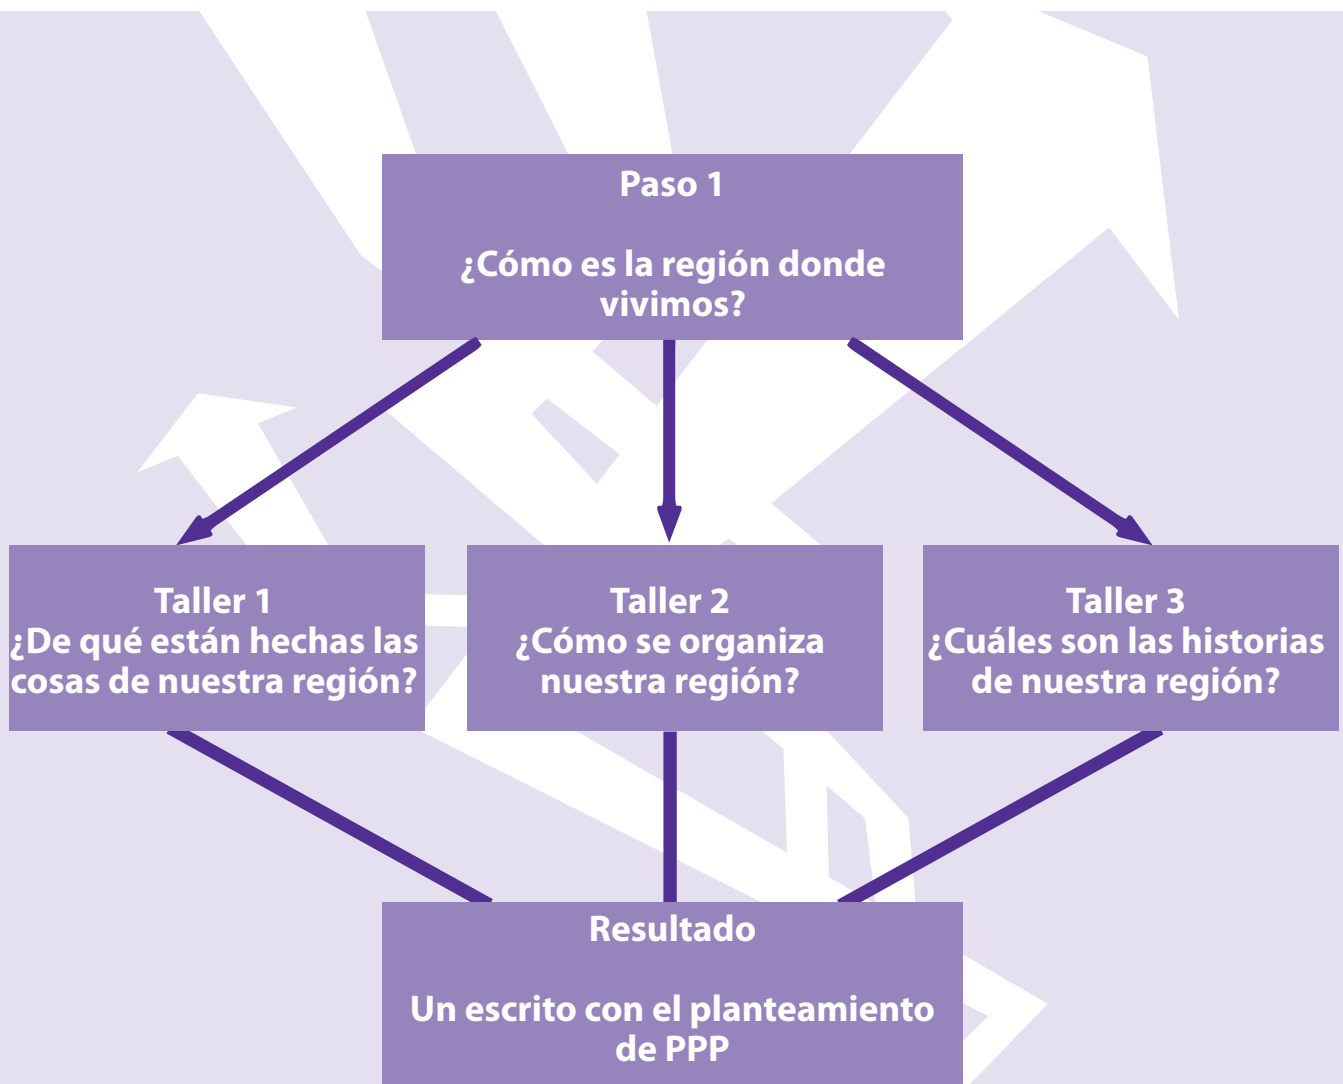 Paso 1
¿Cómo es la región donde
vivimos?
Taller 1
¿De qué están hechas las
cosas de nuestra región?
Taller 2
¿Cómo se organiza
nuestra región?
Taller 3
¿Cuáles son las historias
de nuestra región?
Resultado
Un escrito con el planteamiento
de PPP